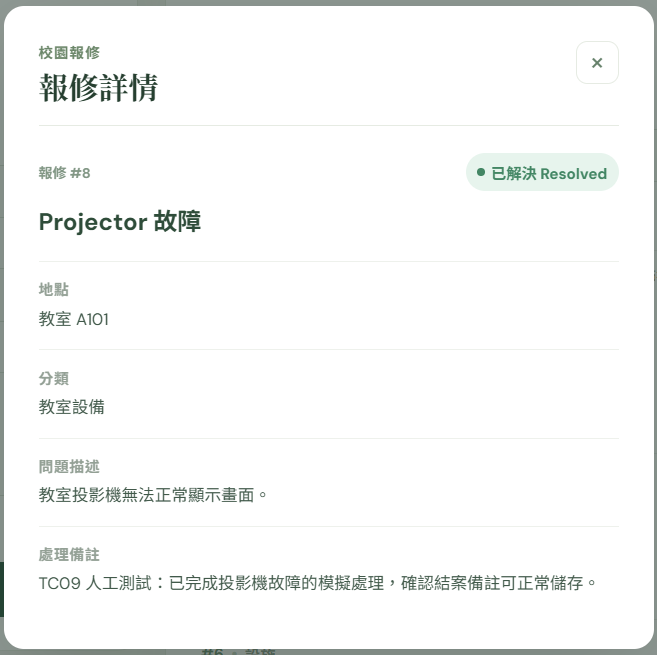 校園報修
報修詳情
×
報修 #8
已解決 Resolved
Projector 故障
地點
教室 A101
分類
教室設備
問題描述
教室投影機無法正常顯示畫面。
處理備註
TC09 人工測試：已完成投影機故障的模擬處理，確認結案備註可正常儲存。